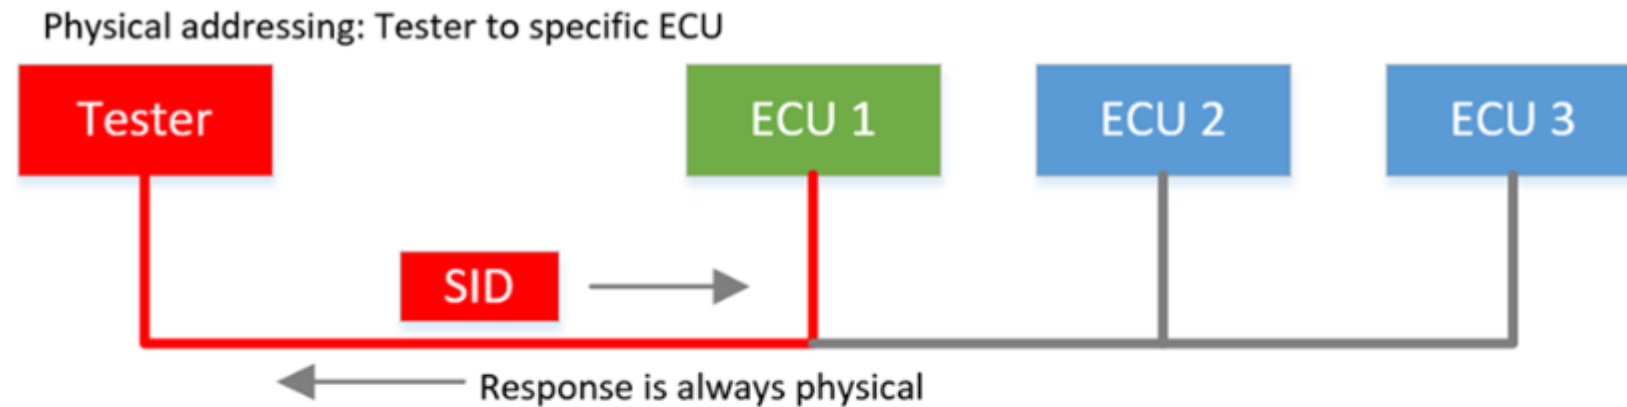 Physical addressing: Tester to specific ECU
Tester
ECU 1
ECU 2
ECU 3
SID
Response is always physical